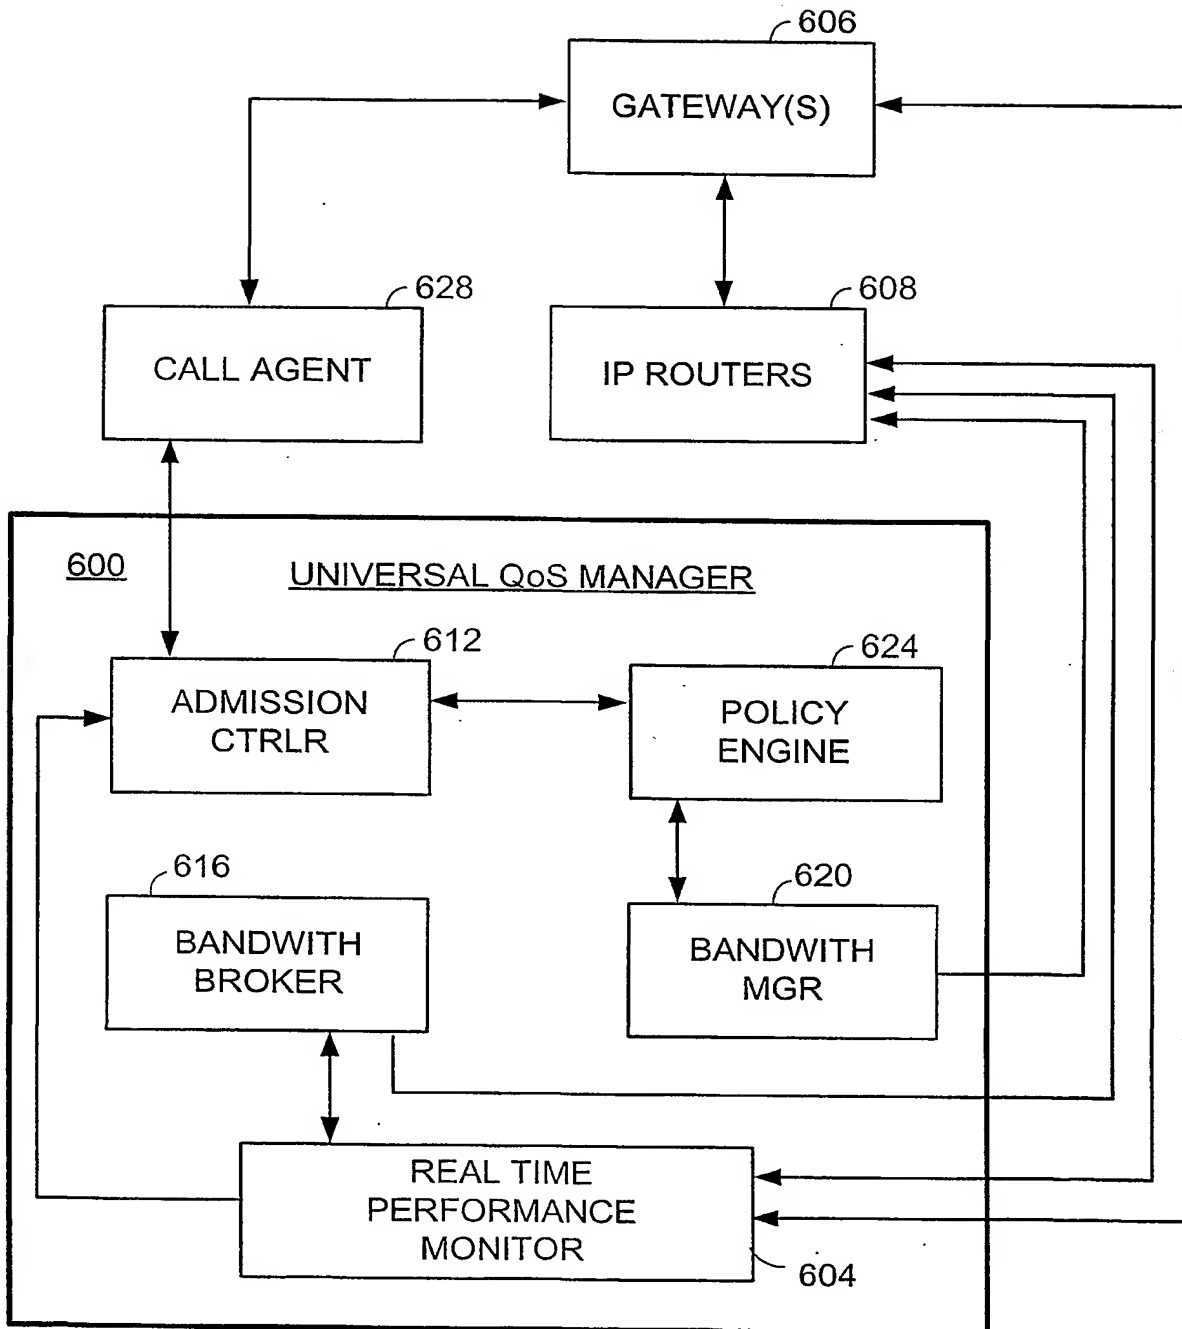 606
GATEWAY(S)
628
CALL AGENT
608
IP ROUTERS
600
UNIVERSAL QoS MANAGER
612
ADMISSION
CTRLR
624
POLICY
ENGINE
616
BANDWITH
BROKER
620
BANDWITH
MGR
REAL TIME
PERFORMANCE
MONITOR
604